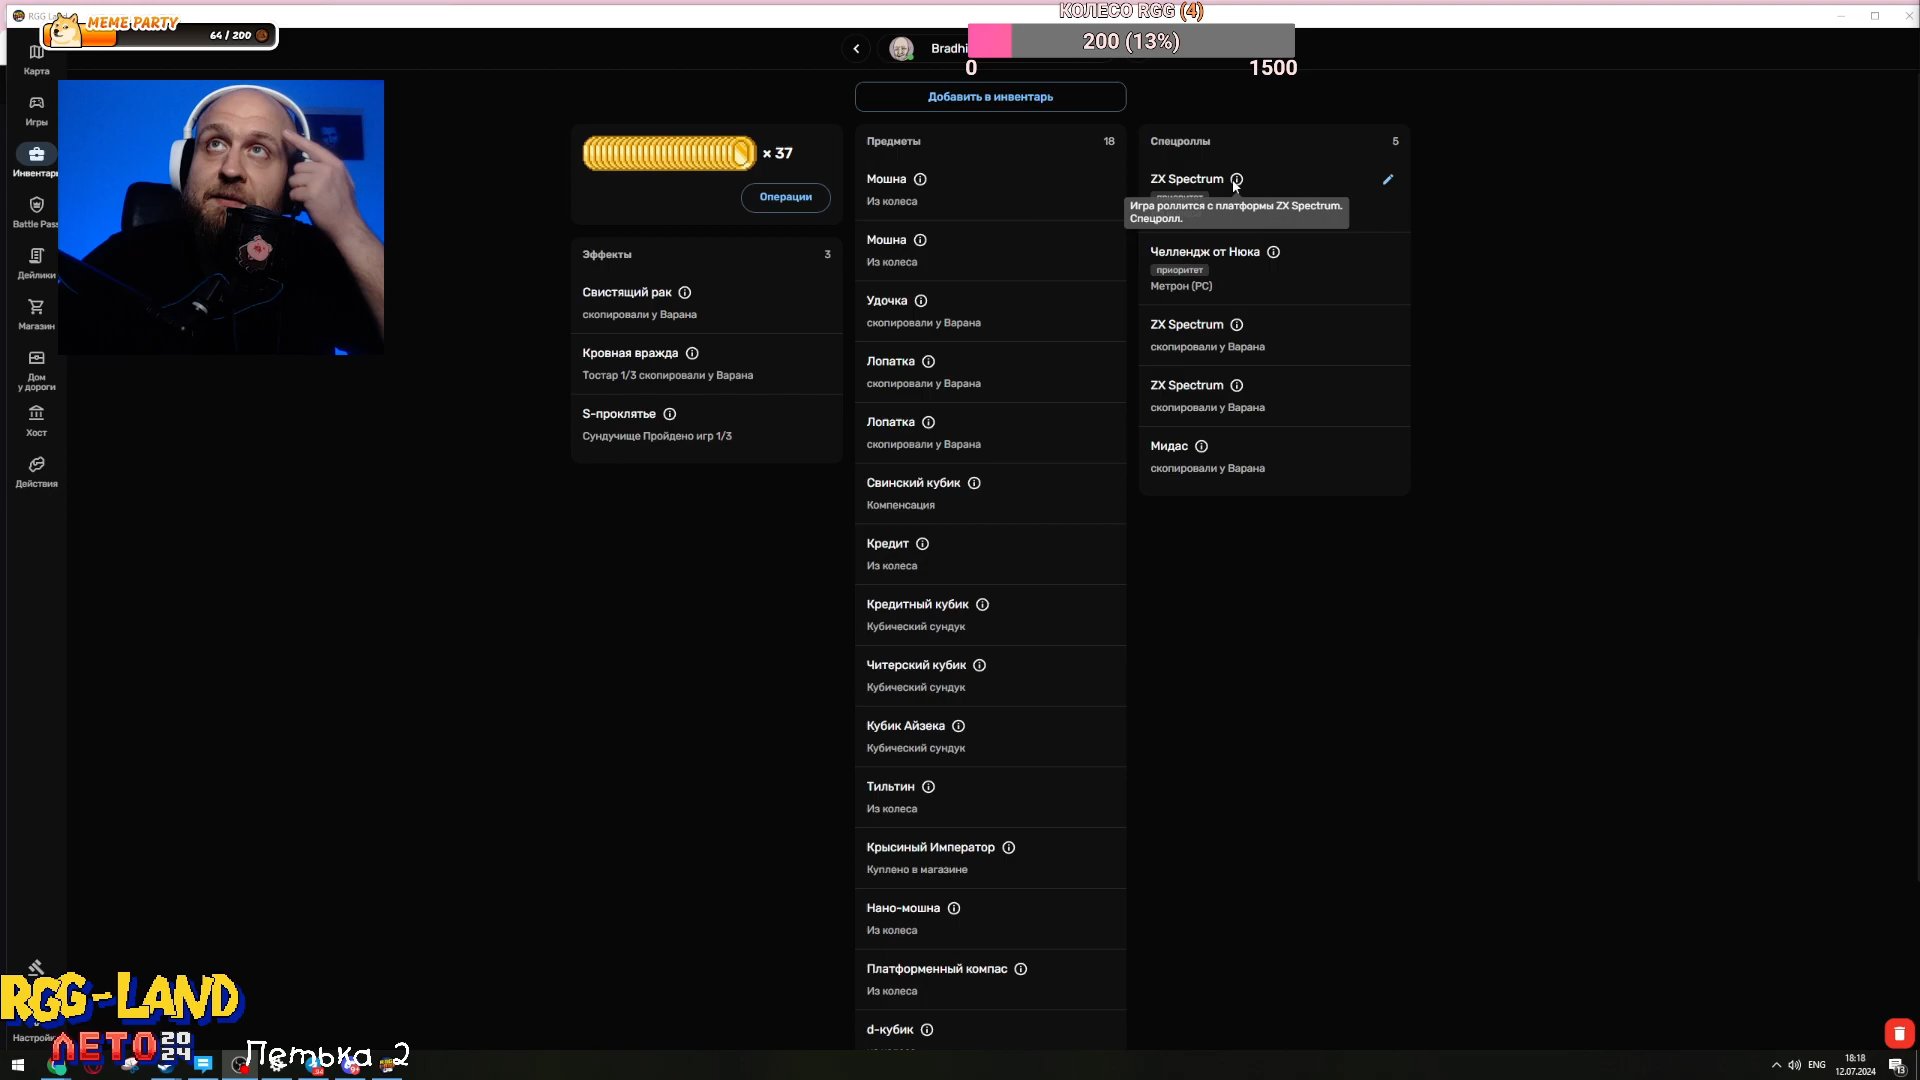 RGG Land
MEME PARTY
64 / 200
КОЛЕСО RGG (4)
200 (13%)
0
1500
Bradhi
Карта
Игры
Инвентарь
Battle Pass
Дейлики
Магазин
Дом
у дороги
Хост
Действия
Настройк
Добавить в инвентарь
× 37
Операции
Эффекты
3
Свистящий рак
скопировали у Варана
Кровная вражда
Тостар 1/3 скопировали у Варана
S-проклятье
Сундучище Пройдено игр 1/3
Предметы
18
Мошна
Из колеса
Мошна
Из колеса
Удочка
скопировали у Варана
Лопатка
скопировали у Варана
Лопатка
скопировали у Варана
Свинский кубик
Компенсация
Кредит
Из колеса
Кредитный кубик
Кубический сундук
Читерский кубик
Кубический сундук
Кубик Айзека
Кубический сундук
Тильтин
Из колеса
Крысиный Император
Куплено в магазине
Нано-мошна
Из колеса
Платформенный компас
Из колеса
d-кубик
Спецроллы
5
ZX Spectrum
приоритет
Игра роллится с платформы ZX Spectrum.
Спецролл.
Челлендж от Нюка
приоритет
Метрон (PC)
ZX Spectrum
скопировали у Варана
ZX Spectrum
скопировали у Варана
Мидас
скопировали у Варана
RGG-LAND
ЛЕТО 2024
Петька 2
ENG
18:18
12.07.2024
13